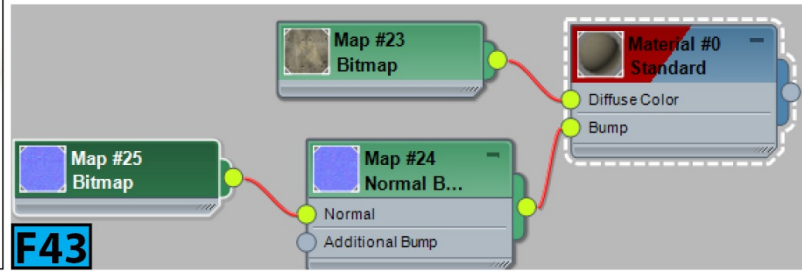 Map #23
Bitmap
Material #0
Standard
Diffuse Color
Bump
Map #25
Bitmap
Map #24
Normal B...
Normal
Additional Bump
F43